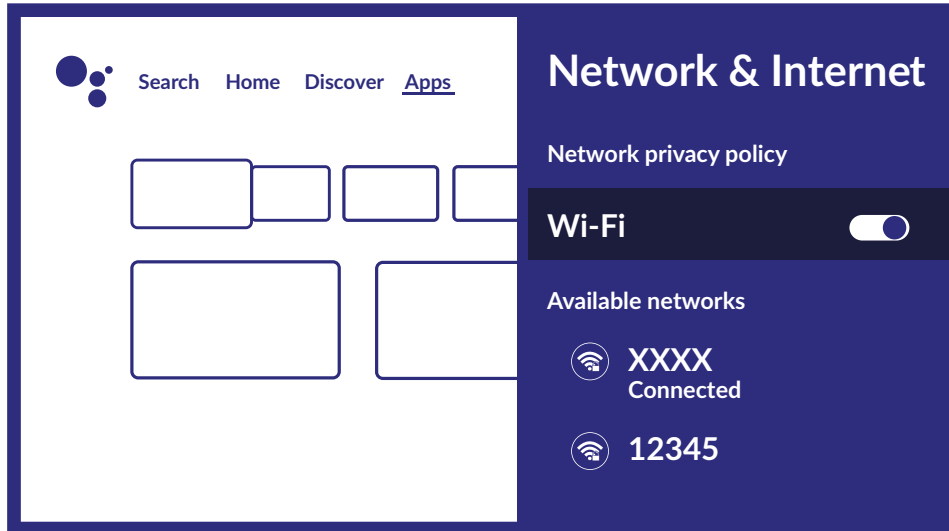 Search Home Discover Apps
Network & Internet
Network privacy policy
Wi-Fi
Available networks
XXXX
Connected
12345